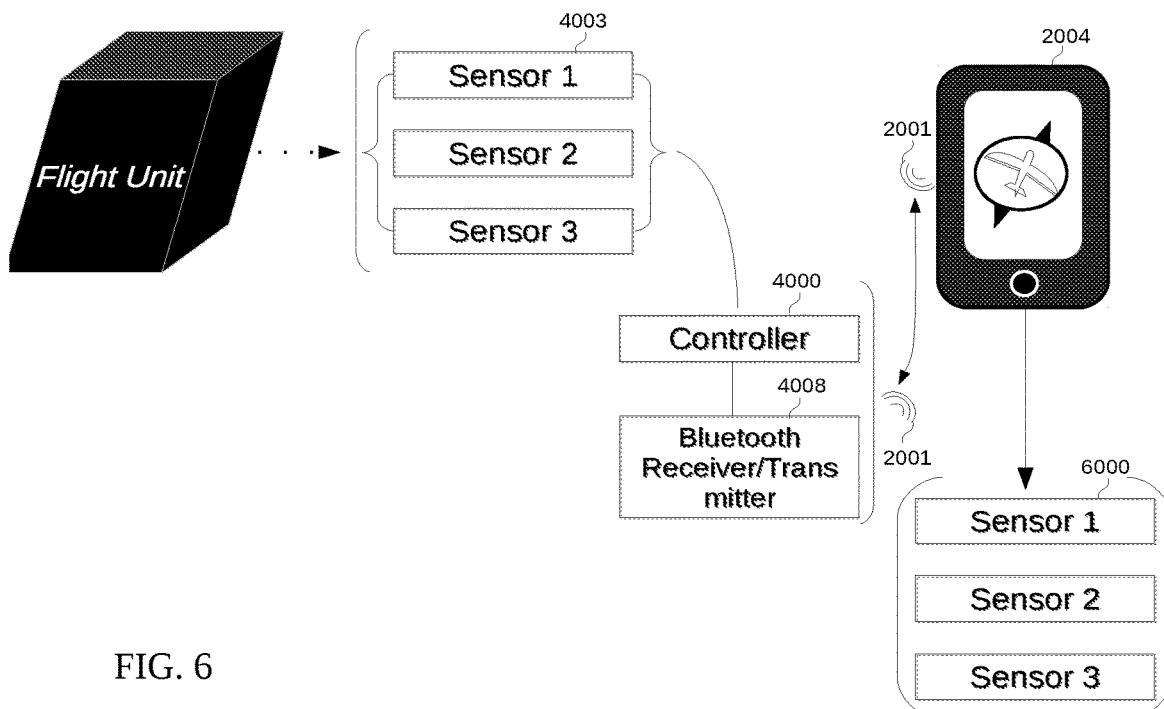 4003
Sensor 1
Sensor 2
Sensor 3
Flight Unit
2004
2001
4000
Controller
4008
Bluetooth
Receiver/Trans
mitter
2001
6000
Sensor 1
Sensor 2
Sensor 3
FIG. 6